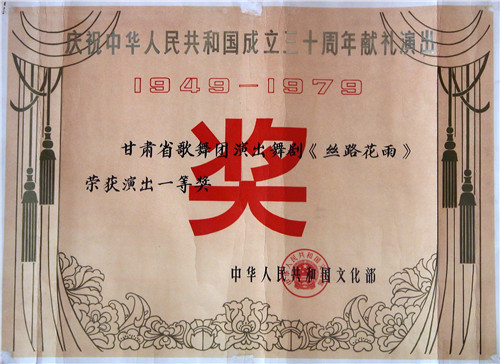 庆祝中华人民共和国成立三十周年献礼演出
1949-1979
奖
甘肃省歌舞团演出舞剧《丝路花雨》
荣获演出一等奖
中华人民共和国文化部